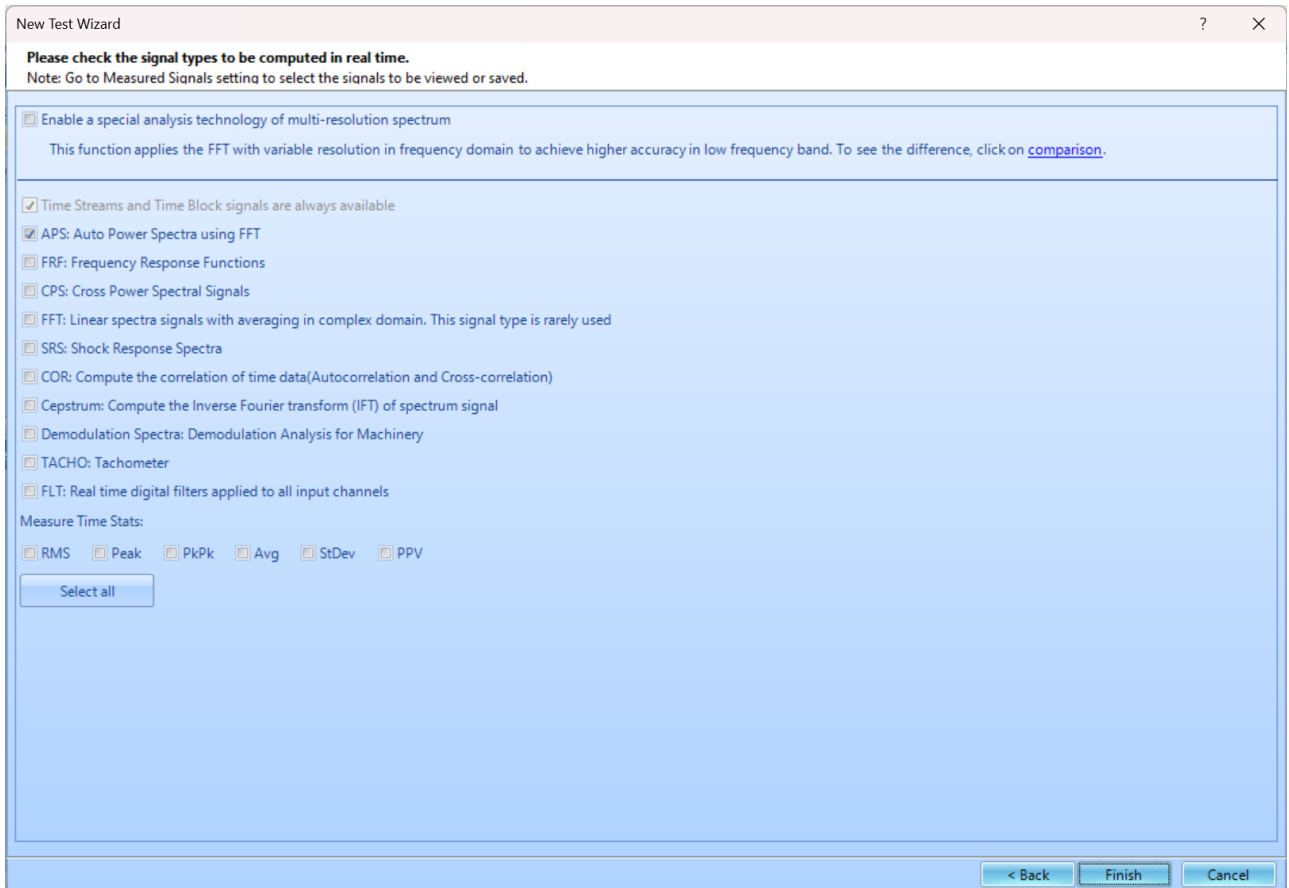 New Test Wizard
?
Please check the signal types to be computed in real time.
Note: Go to Measured Signals setting to select the signals to be viewed or saved.
Enable a special analysis technology of multi-resolution spectrum
This function applies the FFT with variable resolution in frequency domain to achieve higher accuracy in low frequency band. To see the difference, click on comparison.
Time Streams and Time Block signals are always available
APS: Auto Power Spectra using FFT
FRF: Frequency Response Functions
CPS: Cross Power Spectral Signals
FFT: Linear spectra signals with averaging in complex domain. This signal type is rarely used
SRS: Shock Response Spectra
COR: Compute the correlation of time data(Autocorrelation and Cross-correlation)
Cepstrum: Compute the Inverse Fourier transform (IFT) of spectrum signal
Demodulation Spectra: Demodulation Analysis for Machinery
TACHO: Tachometer
FLT: Real time digital filters applied to all input channels
Measure Time Stats:
RMS Peak PkPk Avg StDev PPV
Select all
< Back Finish Cancel